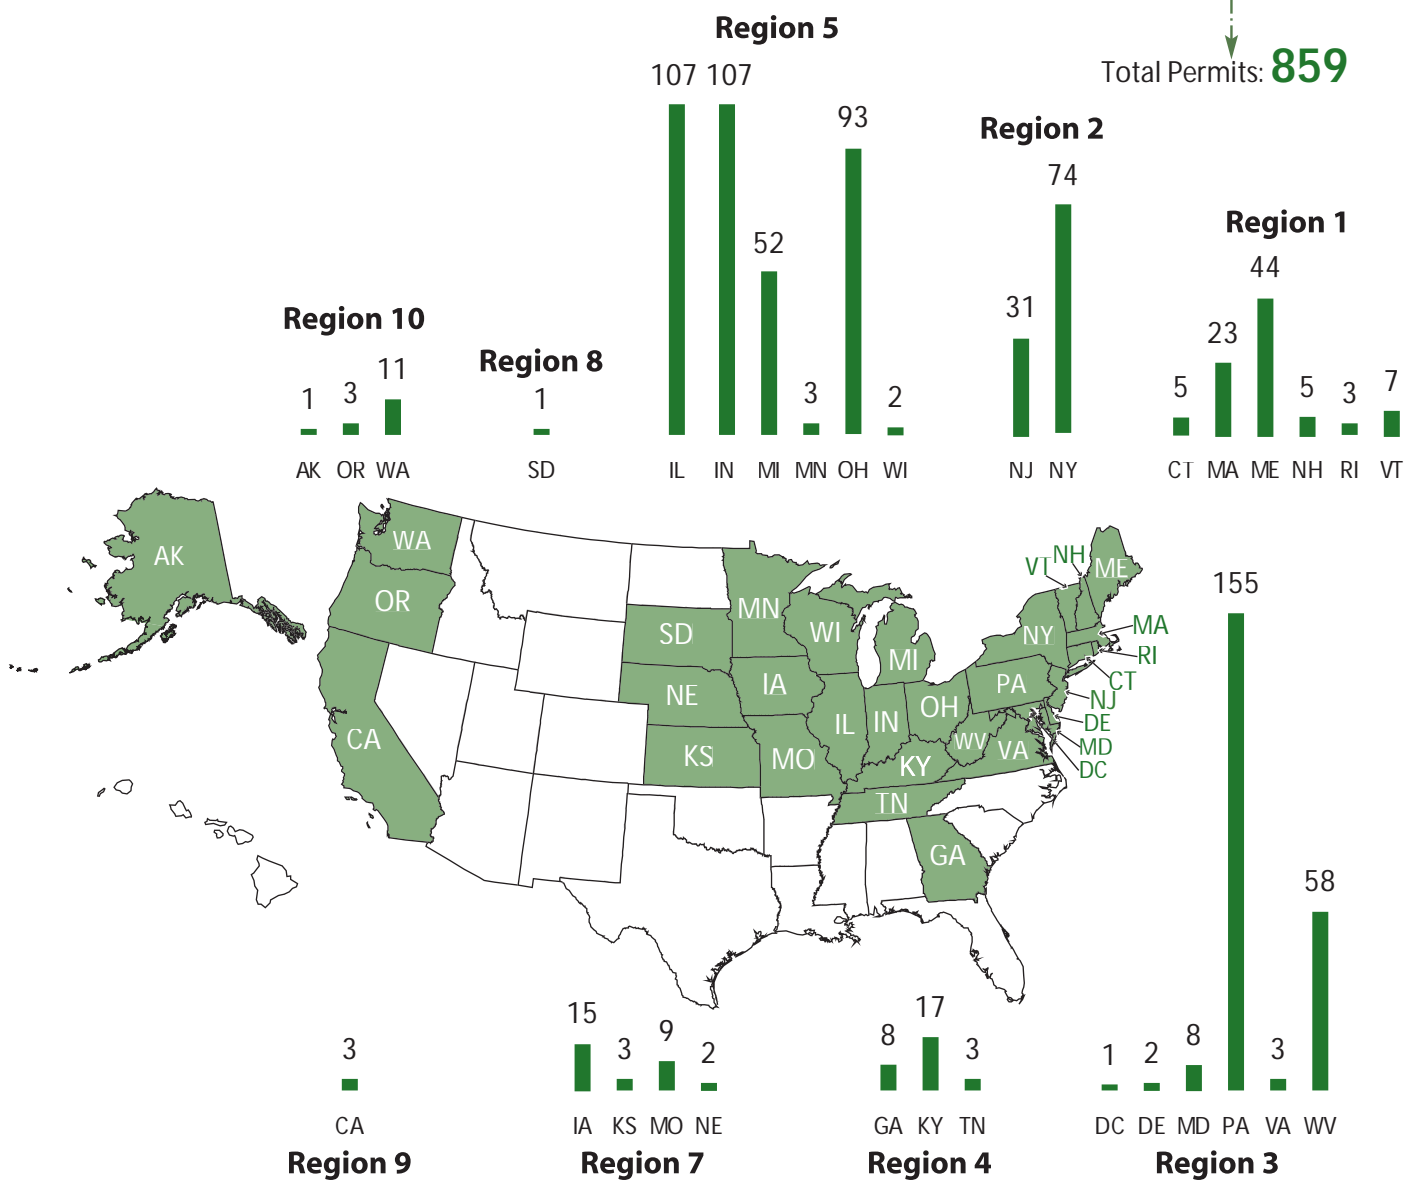 Region 5
Total Permits: 859
107 107
93
Region 2
74
52
Region 1
44
31
23
Region 10
11
Region 8
1 3
1
3
2
5
5 3
7
AK OR WA
SD
IL IN MI MN OH WI
NJ NY
CT MA ME NH RI VT
AK
WA
OR
CA
SD
NE
KS
MN
IA
MO
WI
IL
MI
IN
OH
KY
TN
GA
WV
VA
PA
NY
VT
NH
ME
MA
RI
CT
NJ
DE
MD
DC
155
58
3
15
3
9
2
8
17
3
1
2
8
3
CA
IA KS MO NE
GA KY TN
DC DE MD PA VA WV
Region 9
Region 7
Region 4
Region 3